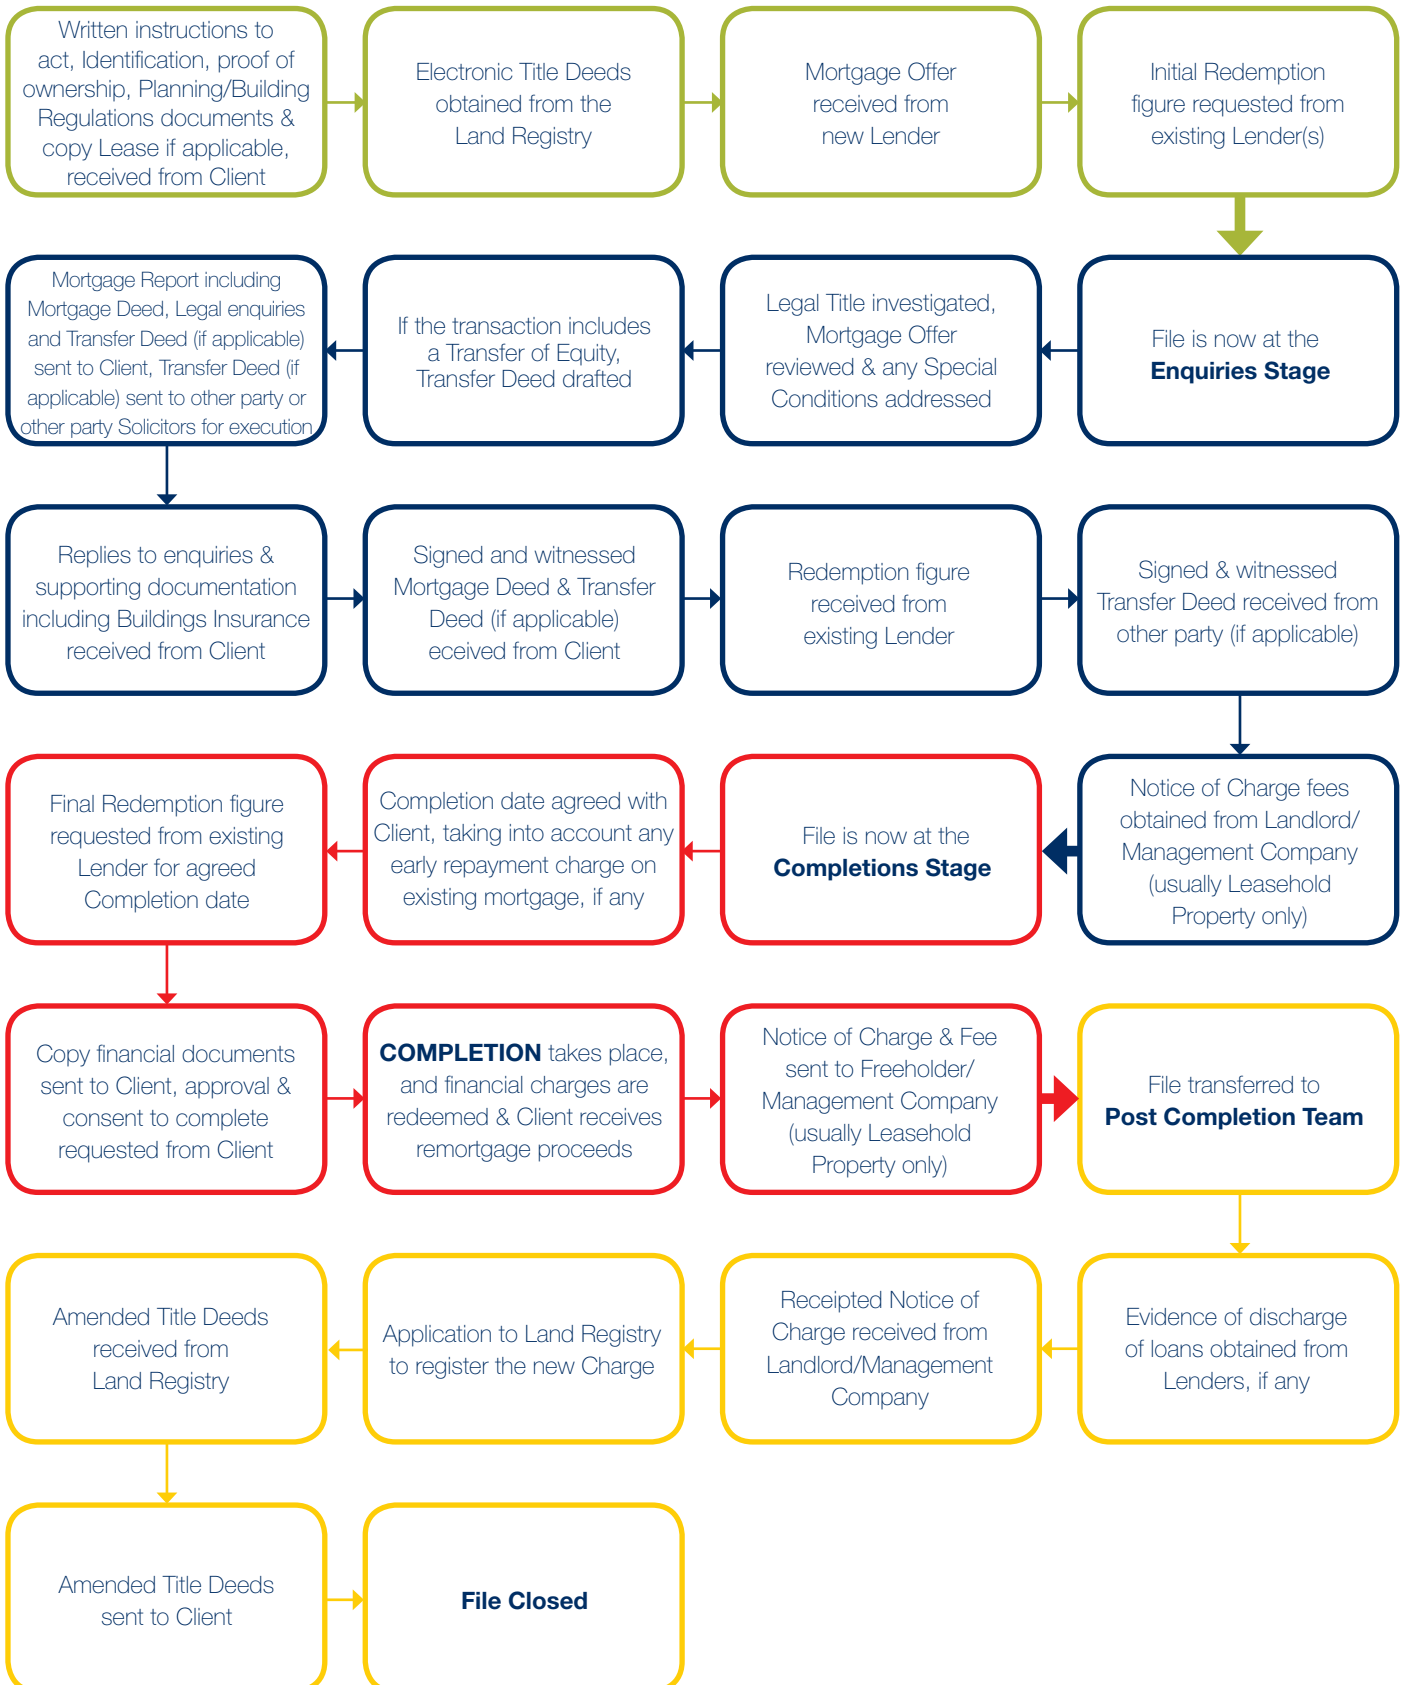 Written instructions to
act, Identification, proof of
ownership, Planning/Building
Regulations documents &
copy Lease if applicable,
received from Client
Electronic Title Deeds
obtained from the
Land Registry
Mortgage Offer
received from
new Lender
Initial Redemption
figure requested from
existing Lender(s)
File is now at the
Enquiries Stage
Legal Title investigated,
Mortgage Offer
reviewed & any Special
Conditions addressed
If the transaction includes
a Transfer of Equity,
Transfer Deed drafted
Mortgage Report including
Mortgage Deed, Legal enquiries
and Transfer Deed (if applicable)
sent to Client, Transfer Deed (if
applicable) sent to other party or
other party Solicitors for execution
Replies to enquiries &
supporting documentation
including Buildings Insurance
received from Client
Signed and witnessed
Mortgage Deed & Transfer
Deed (if applicable)
eceived from Client
Redemption figure
received from
existing Lender
Signed & witnessed
Transfer Deed received from
other party (if applicable)
Notice of Charge fees
obtained from Landlord/
Management Company
(usually Leasehold
Property only)
File is now at the
Completions Stage
Completion date agreed with
Client, taking into account any
early repayment charge on
existing mortgage, if any
Final Redemption figure
requested from existing
Lender for agreed
Completion date
Copy financial documents
sent to Client, approval &
consent to complete
requested from Client
COMPLETION takes place,
and financial charges are
redeemed & Client receives
remortgage proceeds
Notice of Charge & Fee
sent to Freeholder/
Management Company
(usually Leasehold
Property only)
File transferred to
Post Completion Team
Evidence of discharge
of loans obtained from
Lenders, if any
Receipted Notice of
Charge received from
Landlord/Management
Company
Application to Land Registry
to register the new Charge
Amended Title Deeds
received from
Land Registry
Amended Title Deeds
sent to Client
File Closed